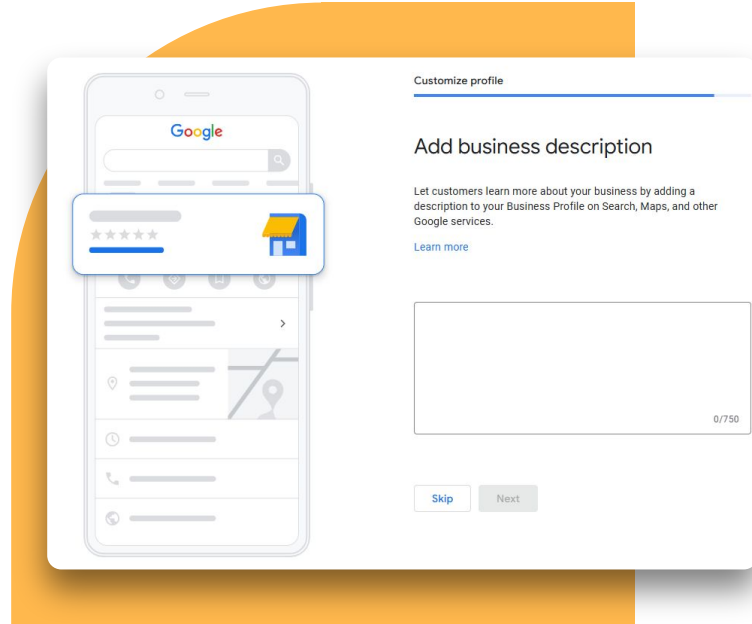 Google
Customize profile
Add business description
Let customers learn more about your business by adding a
description to your Business Profile on Search, Maps, and other
Google services.
Learn more
0/750
Skip
Next